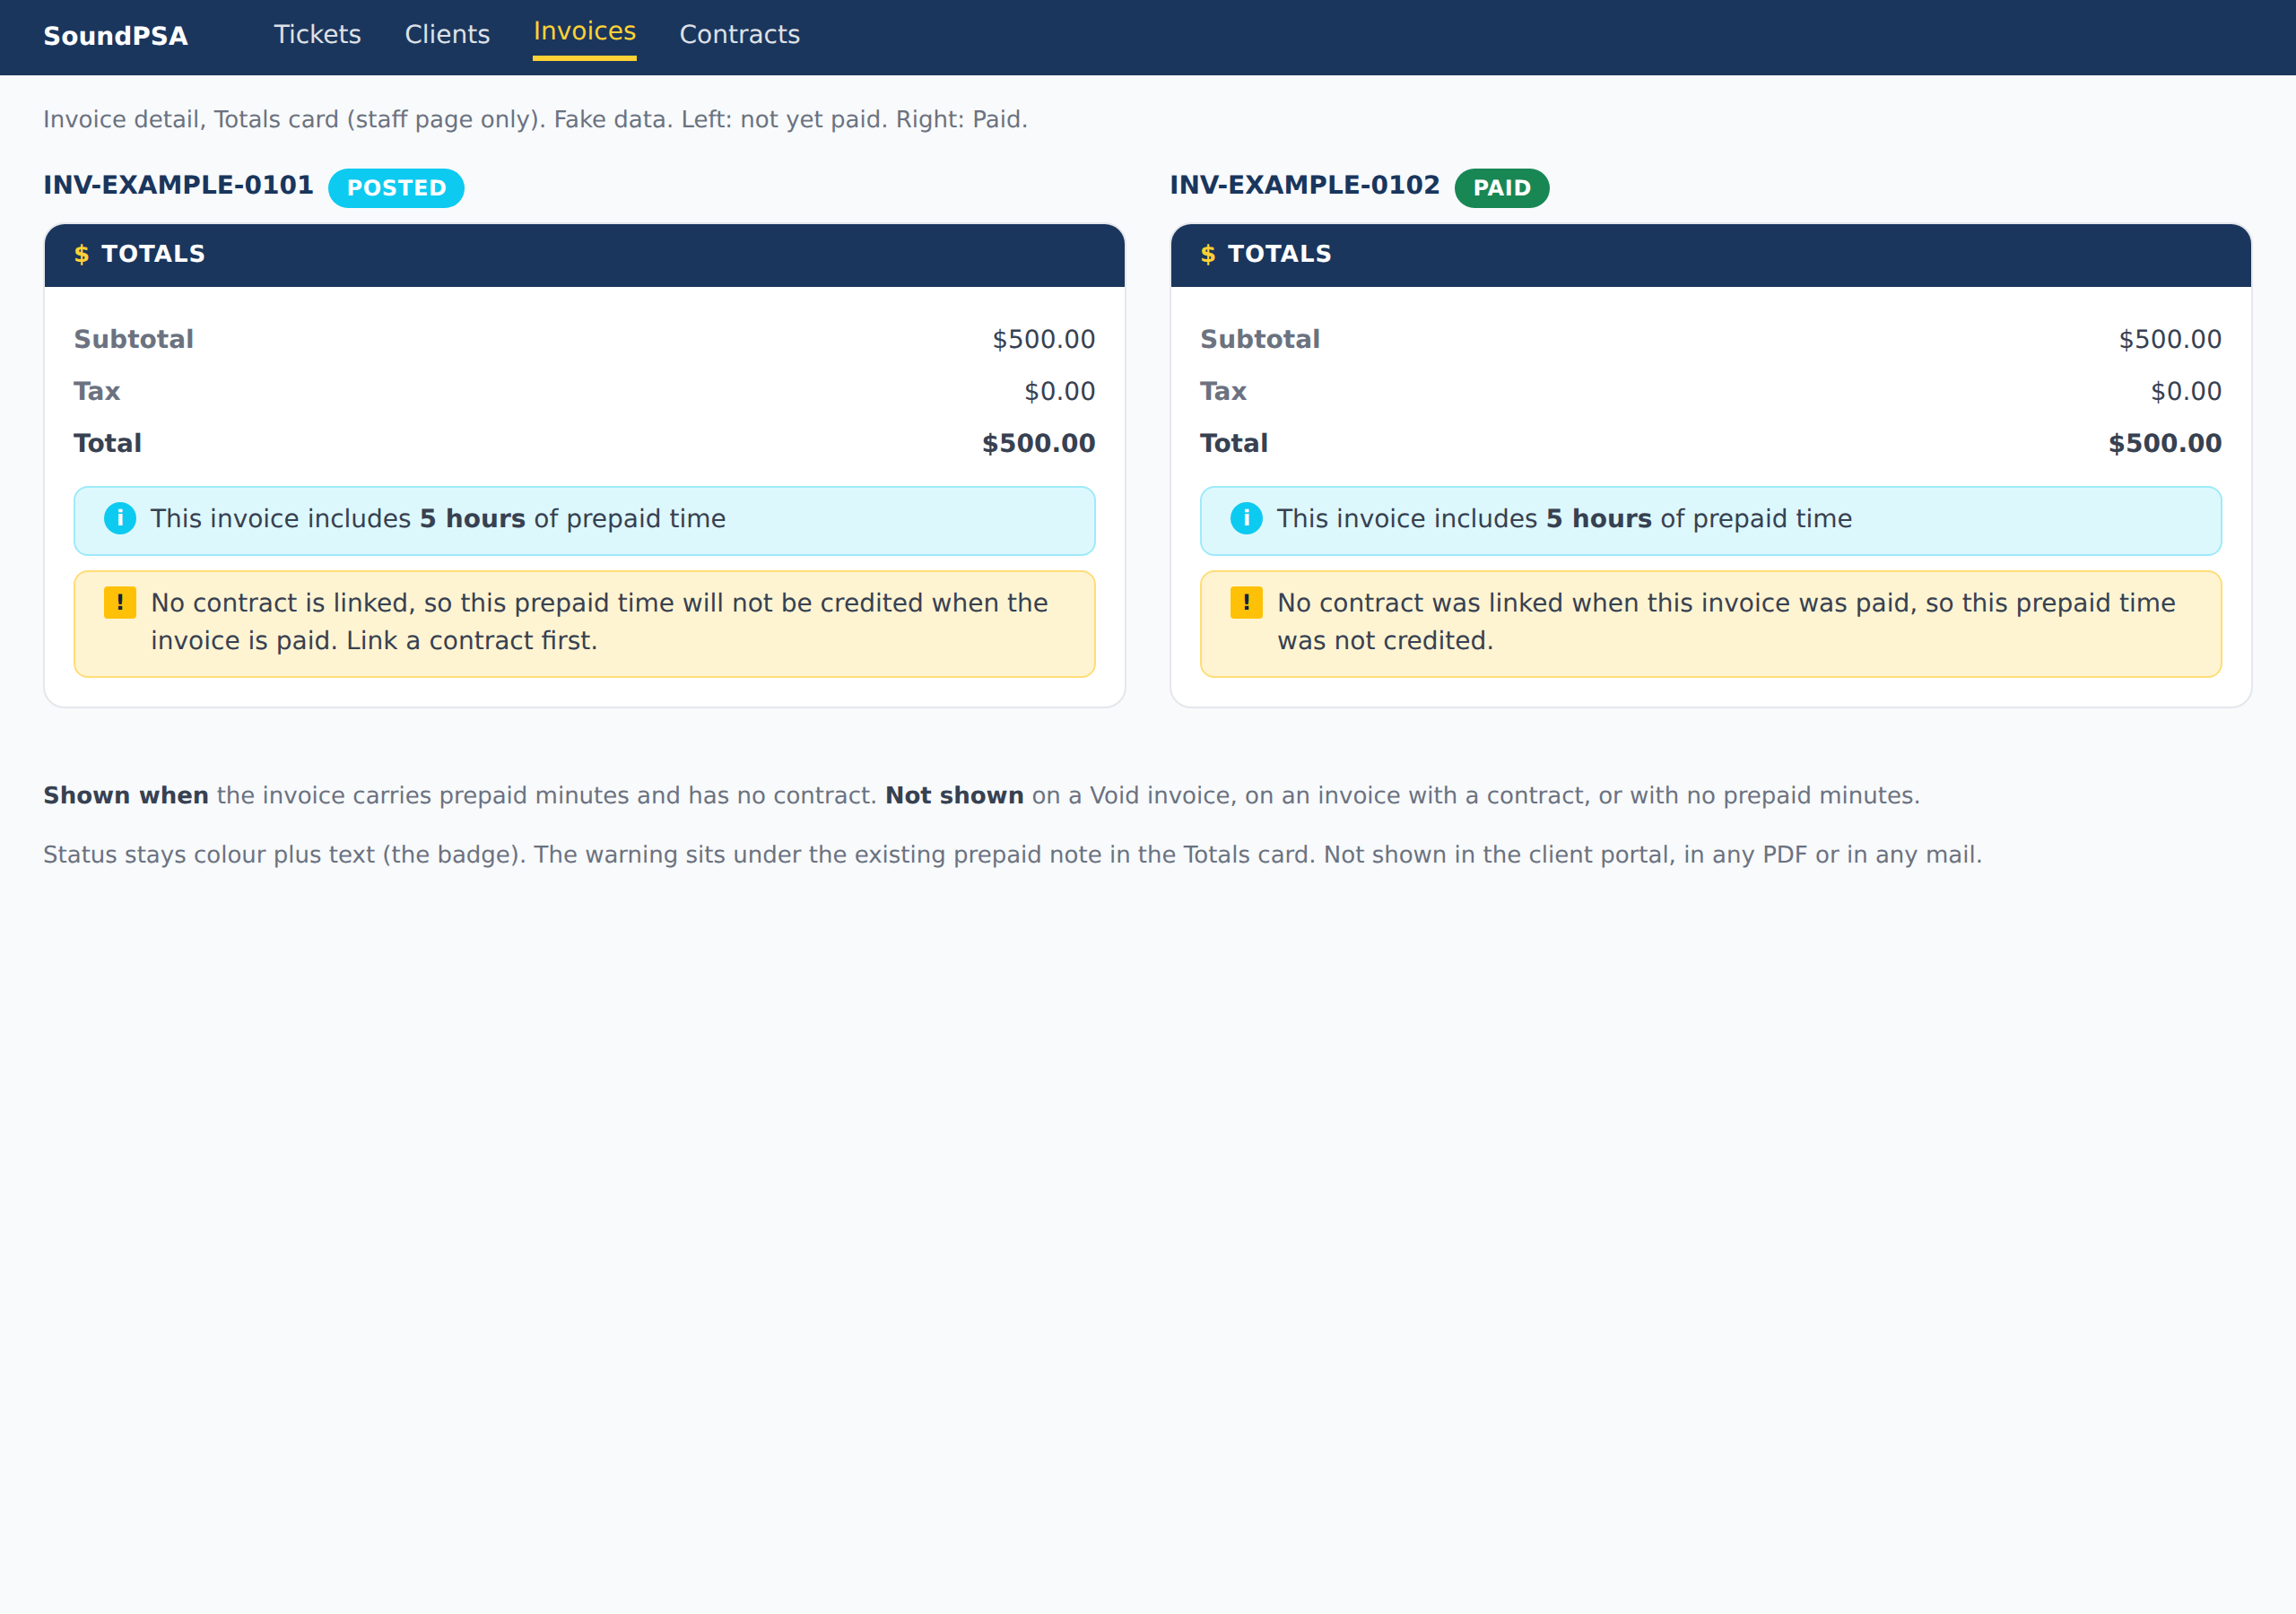 SoundPSA Tickets Clients Invoices Contracts
Invoice detail, Totals card (staff page only). Fake data. Left: not yet paid. Right: Paid.
INV-EXAMPLE-0101 POSTED
$ TOTALS
Subtotal $500.00
Tax $0.00
Total $500.00
i This invoice includes 5 hours of prepaid time
! No contract is linked, so this prepaid time will not be credited when the
invoice is paid. Link a contract first.
INV-EXAMPLE-0102 PAID
$ TOTALS
Subtotal $500.00
Tax $0.00
Total $500.00
i This invoice includes 5 hours of prepaid time
! No contract was linked when this invoice was paid, so this prepaid time
was not credited.
Shown when the invoice carries prepaid minutes and has no contract. Not shown on a Void invoice, on an invoice with a contract, or with no prepaid minutes.
Status stays colour plus text (the badge). The warning sits under the existing prepaid note in the Totals card. Not shown in the client portal, in any PDF or in any mail.